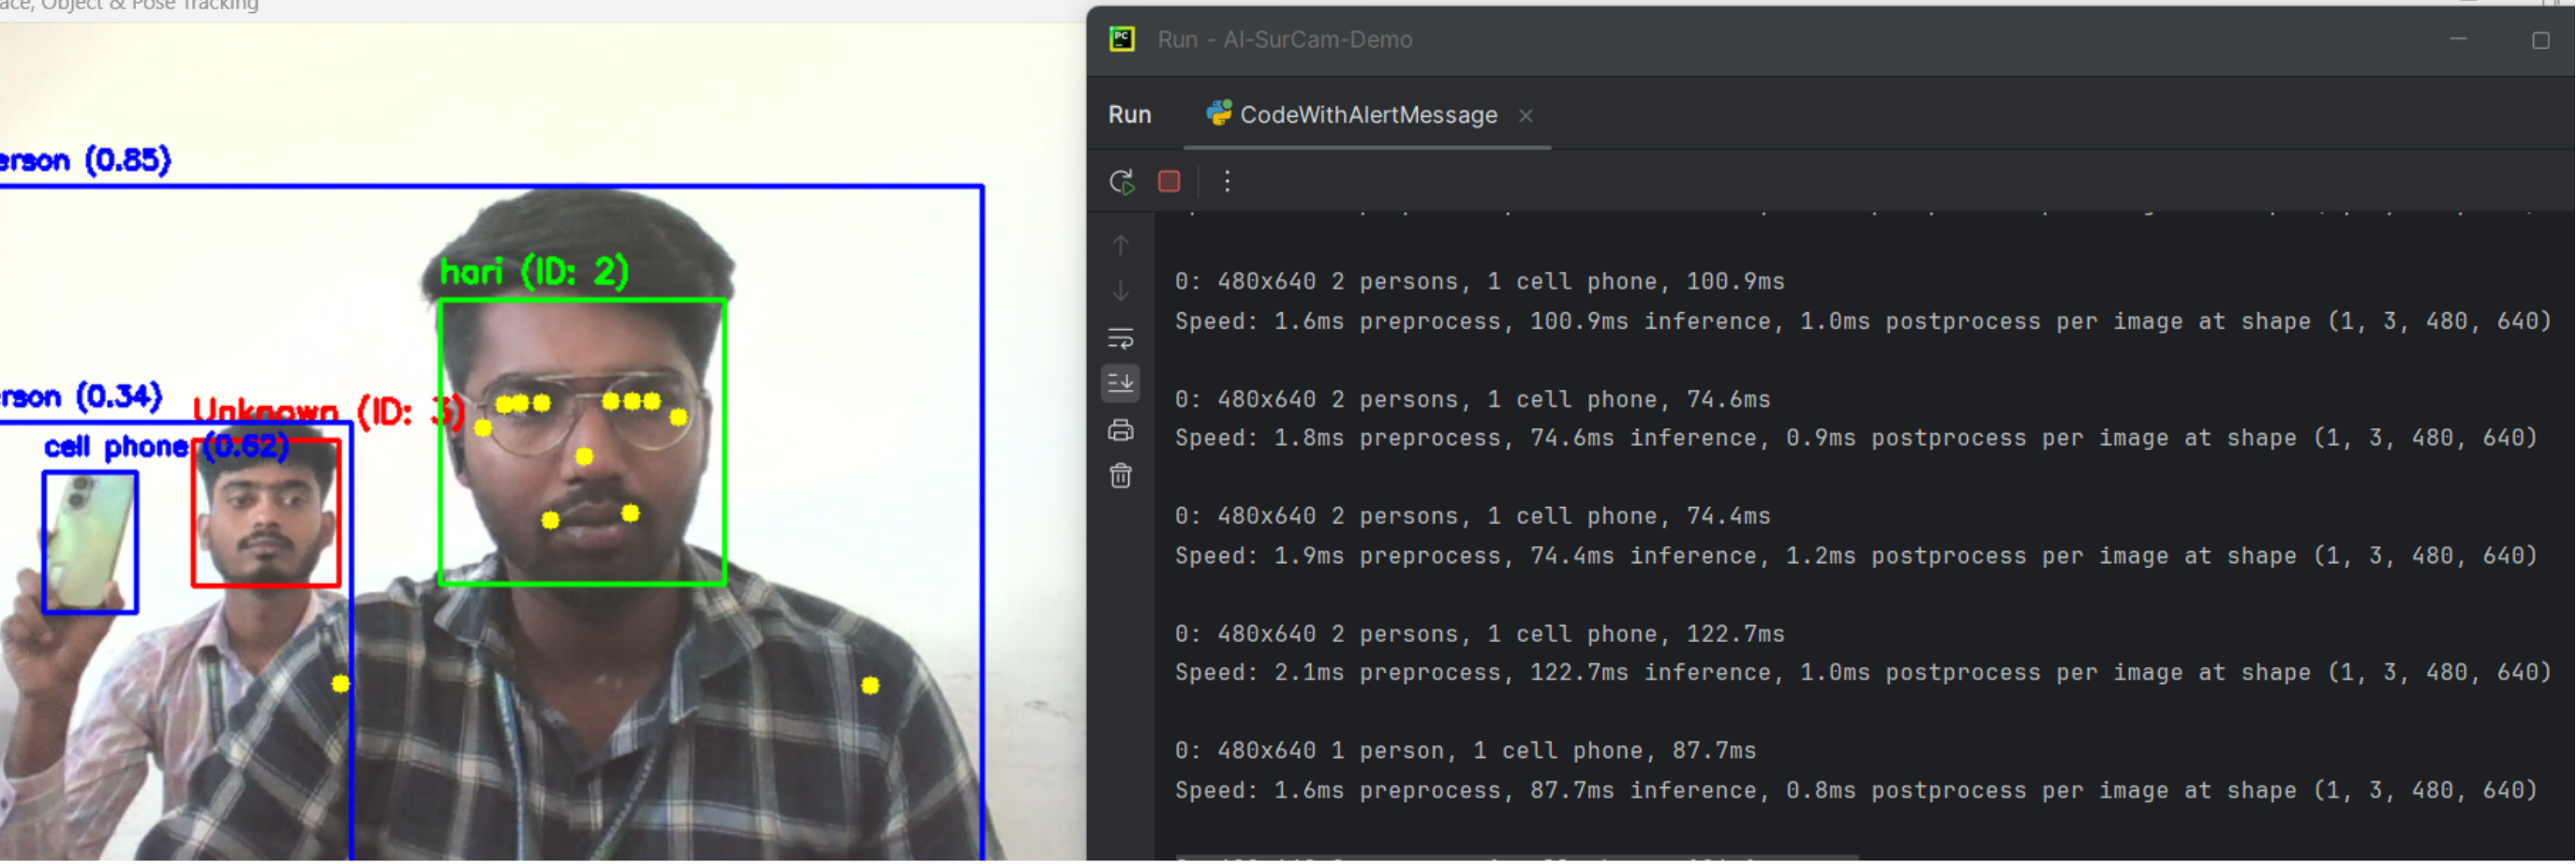 ace, Object & Pose Tracking
erson (0.85)
hari (ID: 2)
rson (0.34)
Unknown (ID: 3)
cell phone (0.62)
PC
Run - AI-SurCam-Demo
Run
CodeWithAlertMessage
0: 480x640 2 persons, 1 cell phone, 100.9ms
Speed: 1.6ms preprocess, 100.9ms inference, 1.0ms postprocess per image at shape (1, 3, 480, 640)
0: 480x640 2 persons, 1 cell phone, 74.6ms
Speed: 1.8ms preprocess, 74.6ms inference, 0.9ms postprocess per image at shape (1, 3, 480, 640)
0: 480x640 2 persons, 1 cell phone, 74.4ms
Speed: 1.9ms preprocess, 74.4ms inference, 1.2ms postprocess per image at shape (1, 3, 480, 640)
0: 480x640 2 persons, 1 cell phone, 122.7ms
Speed: 2.1ms preprocess, 122.7ms inference, 1.0ms postprocess per image at shape (1, 3, 480, 640)
0: 480x640 1 person, 1 cell phone, 87.7ms
Speed: 1.6ms preprocess, 87.7ms inference, 0.8ms postprocess per image at shape (1, 3, 480, 640)